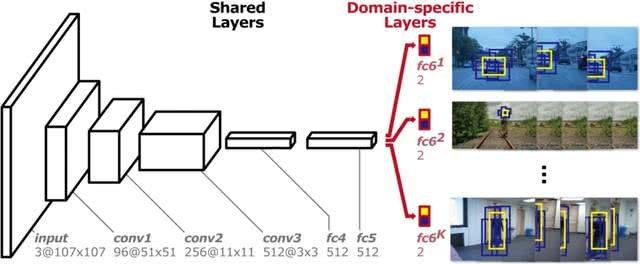 Shared
Layers
Domain-specific
Layers
fc6¹
2
fc6²
2
fc6ᴷ
2
input
3@107x107
conv1
96@51x51
conv2
256@11x11
conv3
512@3x3
fc4
512
fc5
512